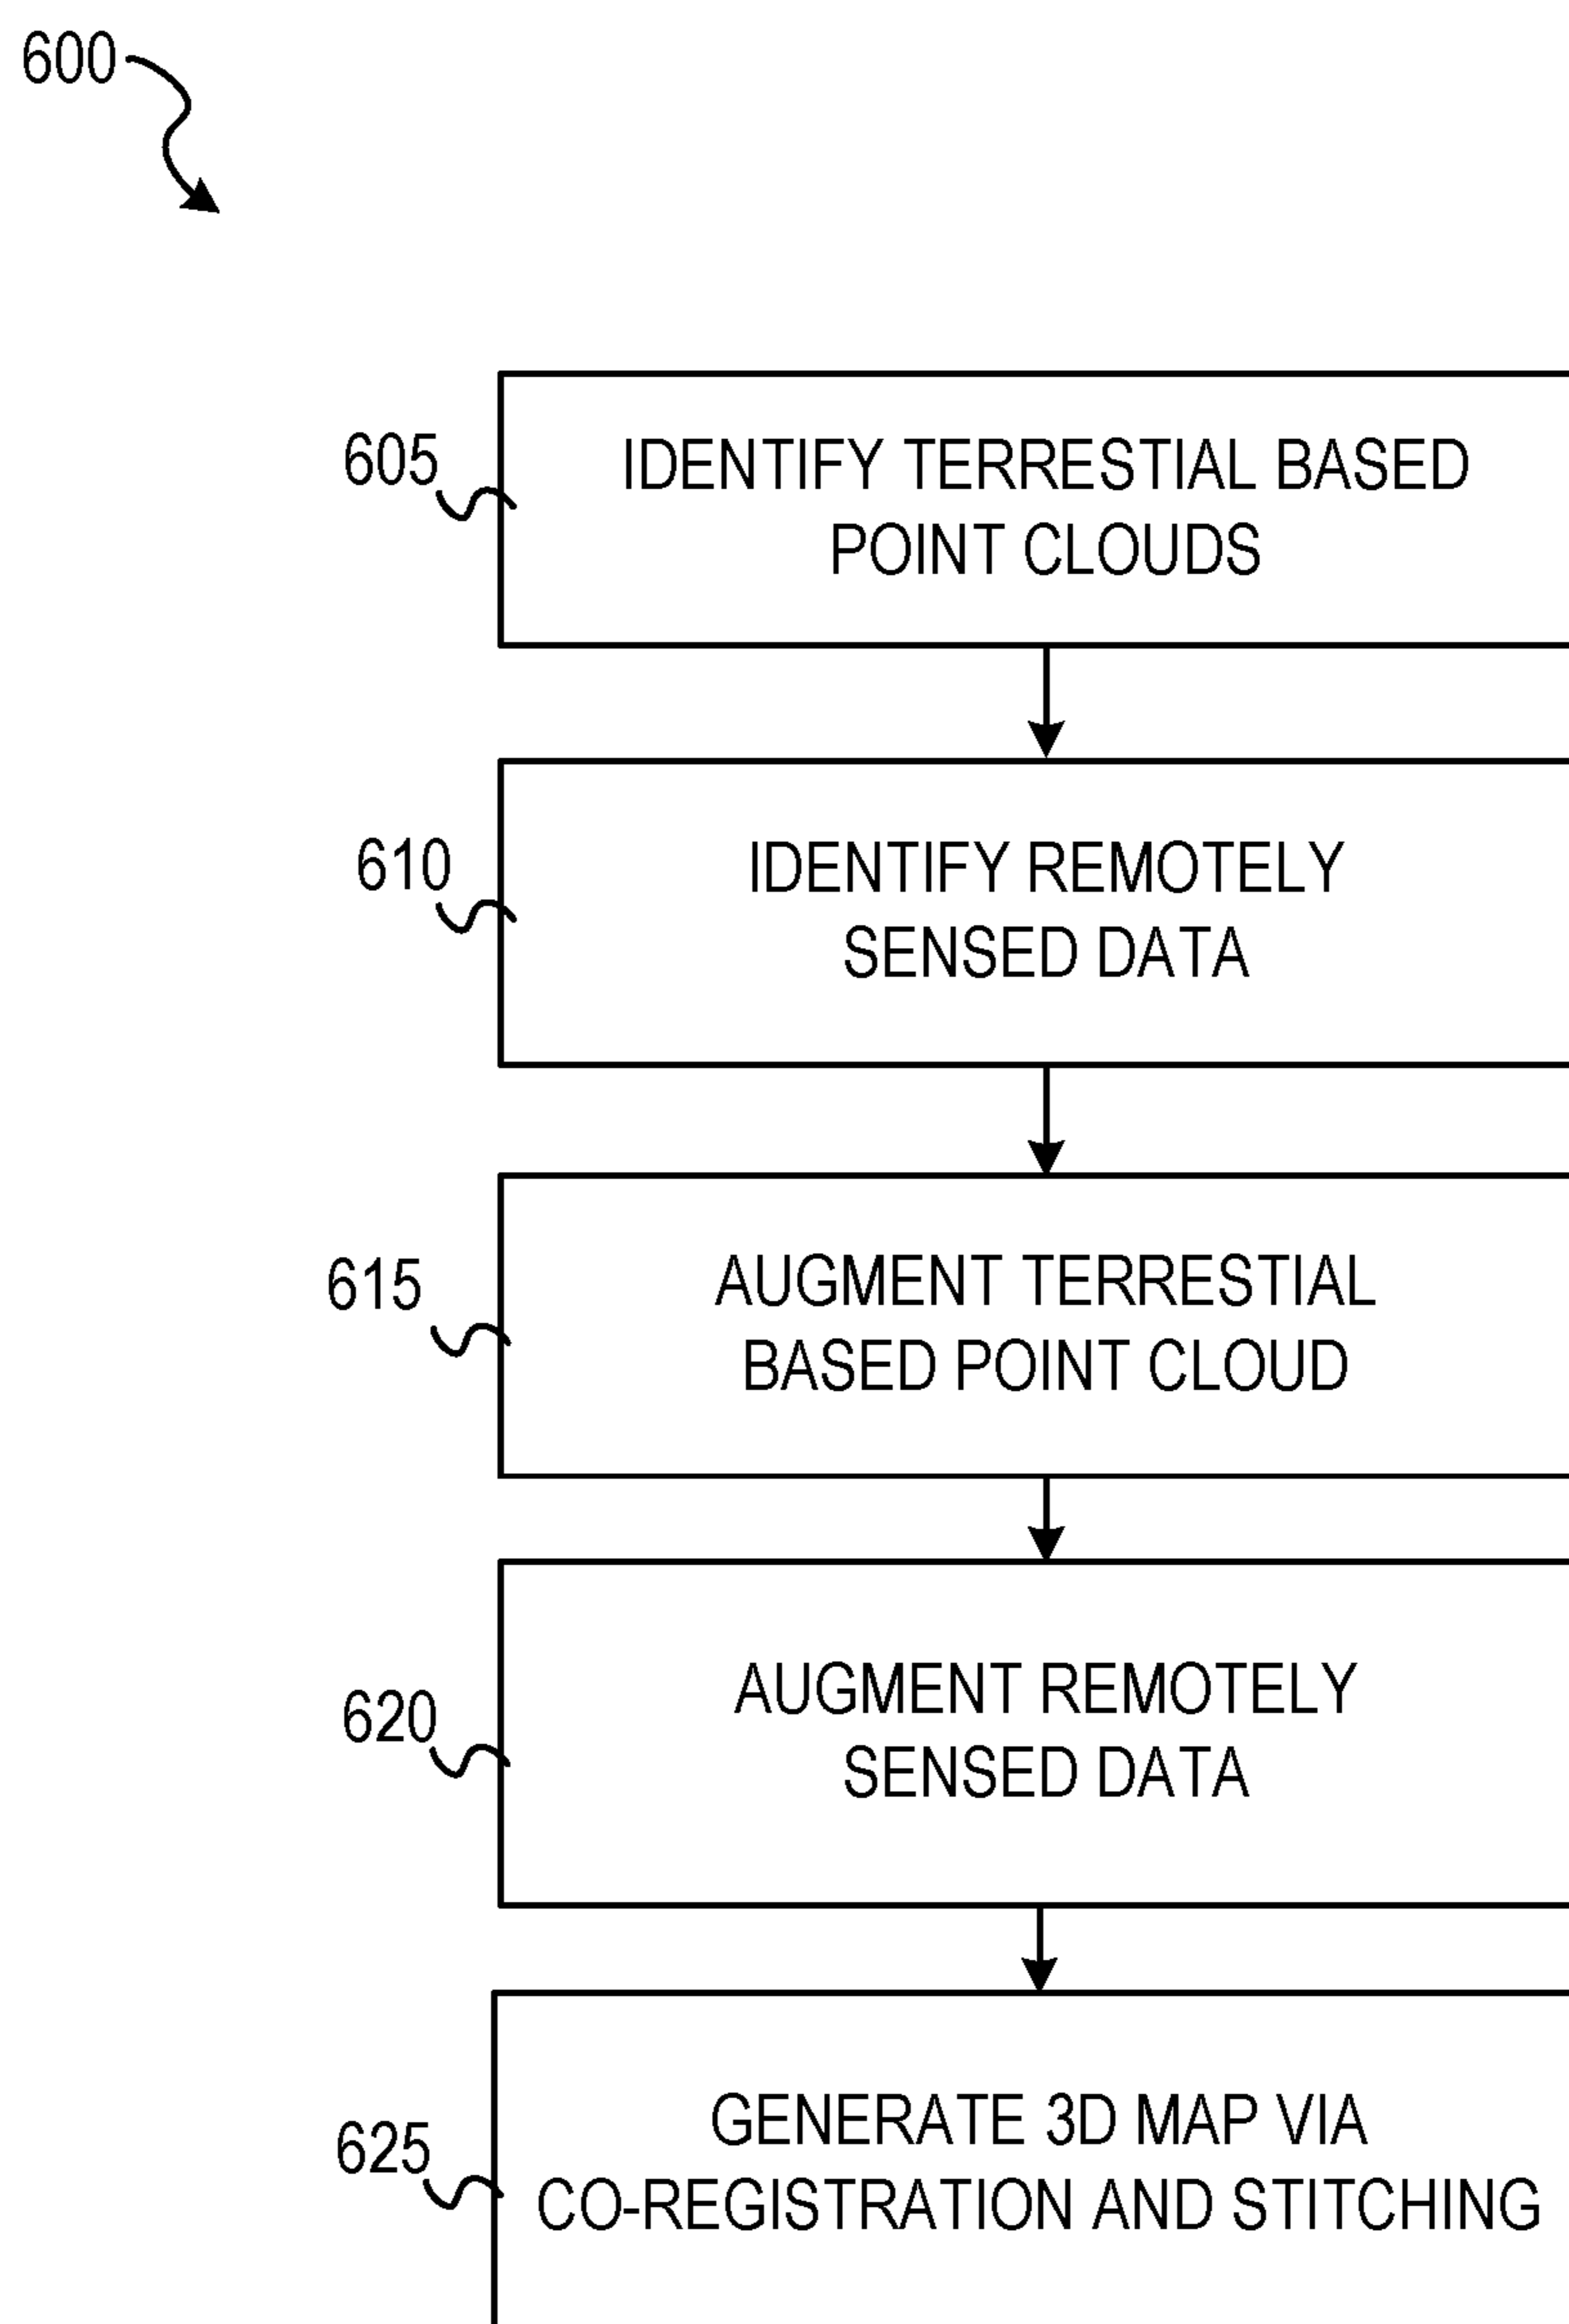 600
605
IDENTIFY TERRESTIAL BASED
POINT CLOUDS
610
IDENTIFY REMOTELY
SENSED DATA
615
AUGMENT TERRESTIAL
BASED POINT CLOUD
620
AUGMENT REMOTELY
SENSED DATA
625
GENERATE 3D MAP VIA
CO-REGISTRATION AND STITCHING